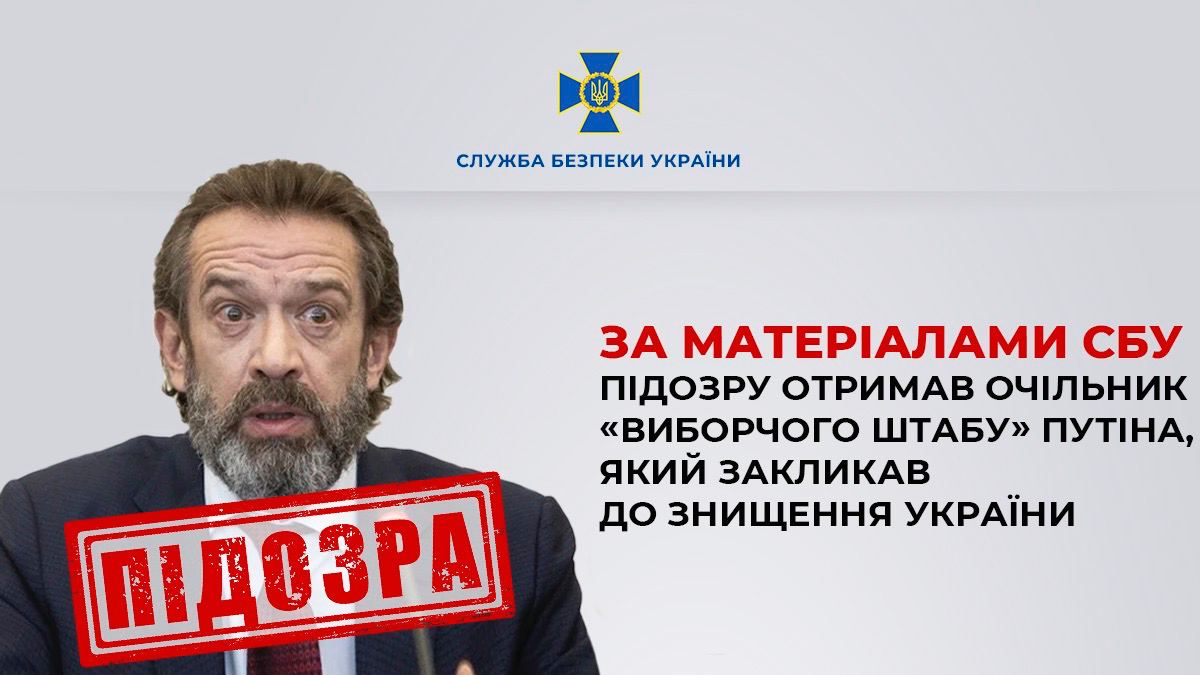 СЛУЖБА БЕЗПЕКИ УКРАЇНИ
ЗА МАТЕРІАЛАМИ СБУ
ПІДОЗРУ ОТРИМАВ ОЧІЛЬНИК
«ВИБОРЧОГО ШТАБУ» ПУТІНА,
ЯКИЙ ЗАКЛИКАВ
ДО ЗНИЩЕННЯ УКРАЇНИ
ПІДОЗРА